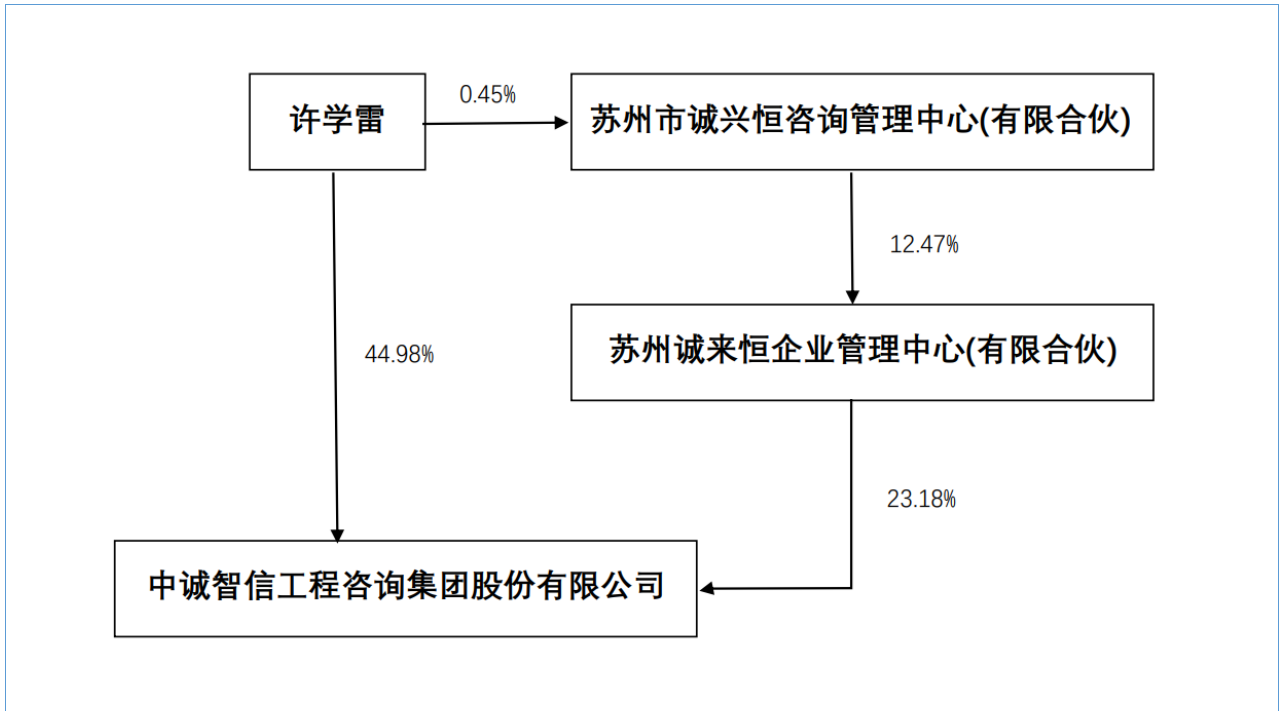 许学雷
0.45%
苏州市诚兴恒咨询管理中心(有限合伙)
12.47%
苏州诚来恒企业管理中心(有限合伙)
44.98%
23.18%
中诚智信工程咨询集团股份有限公司